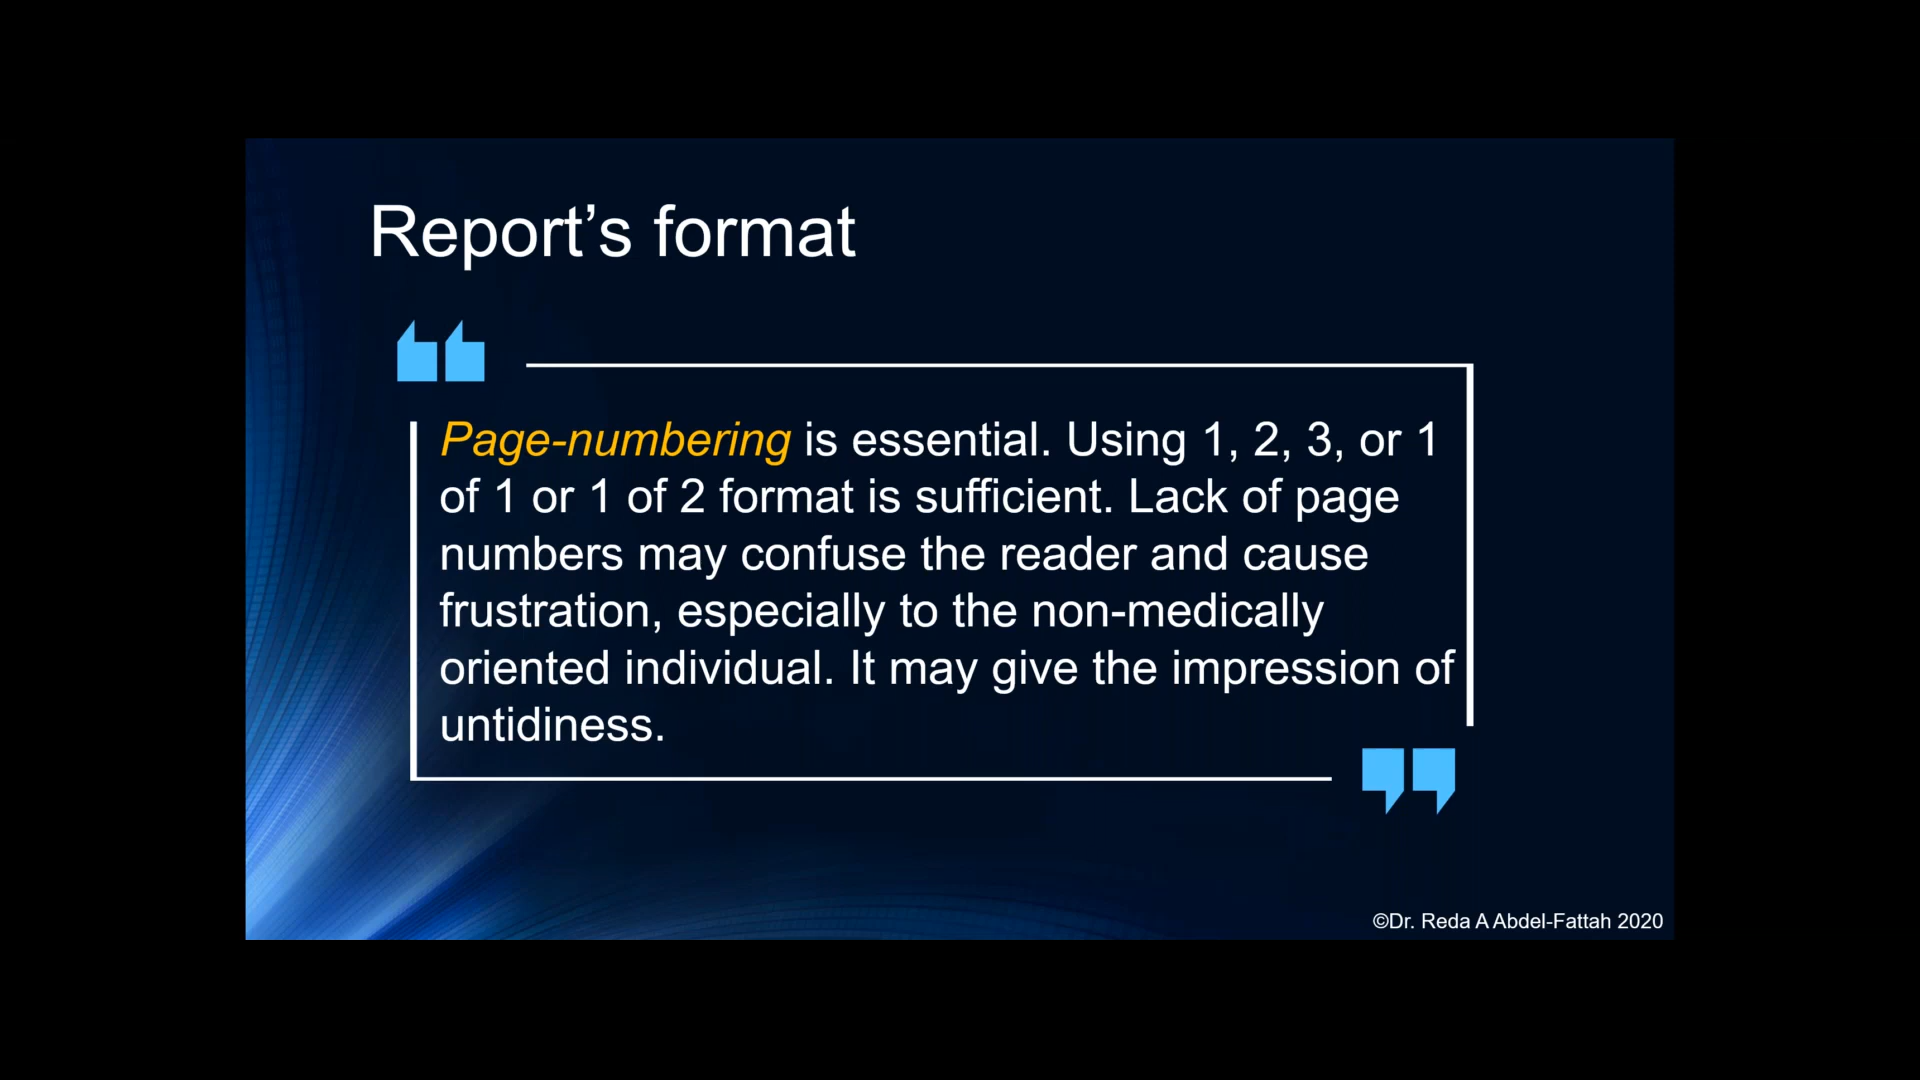 Report’s format
Page-numbering is essential. Using 1, 2, 3, or 1
of 1 or 1 of 2 format is sufficient. Lack of page
numbers may confuse the reader and cause
frustration, especially to the non-medically
oriented individual. It may give the impression of
untidiness.
©Dr. Reda A Abdel-Fattah 2020